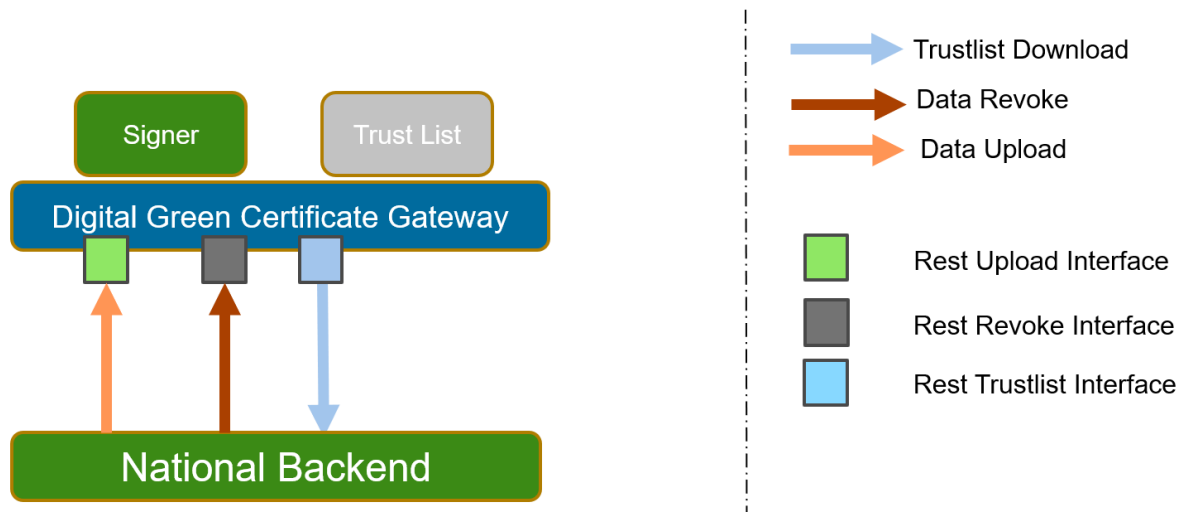 Signer
Trust List
Digital Green Certificate Gateway
National Backend
Trustlist Download
Data Revoke
Data Upload
Rest Upload Interface
Rest Revoke Interface
Rest Trustlist Interface